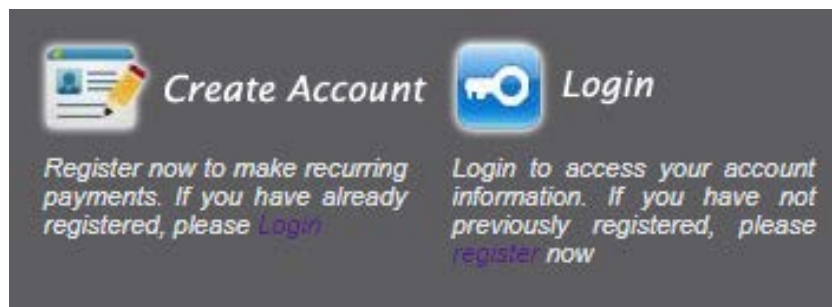 Create Account
Register now to make recurring
payments. If you have already
registered, please Login
Login
Login to access your account
information. If you have not
previously registered, please
register now